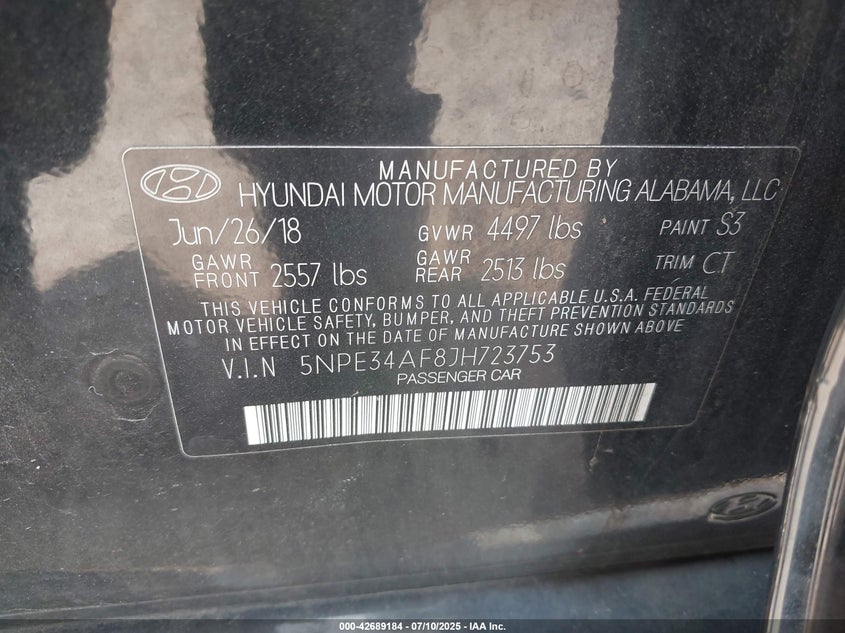 MANUFACTURED BY
HYUNDAI MOTOR MANUFACTURING ALABAMA, LLC
Jun/26/18 GVWR 4497 lbs PAINT S3
GAWR FRONT 2557 lbs GAWR REAR 2513 lbs TRIM CT
THIS VEHICLE CONFORMS TO ALL APPLICABLE U.S.A. FEDERAL
MOTOR VEHICLE SAFETY, BUMPER, AND THEFT PREVENTION STANDARDS
IN EFFECT ON THE DATE OF MANUFACTURE SHOWN ABOVE
V.I.N 5NPE34AF8JH723753
PASSENGER CAR
000-42689184 - 07/10/2025 - IAA Inc.